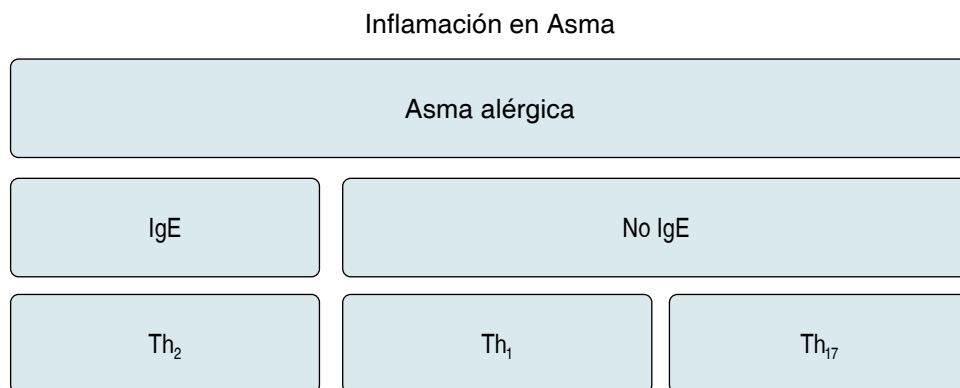 Inflamación en Asma
Asma alérgica
IgE
No IgE
Th₂
Th₁
Th₁₇